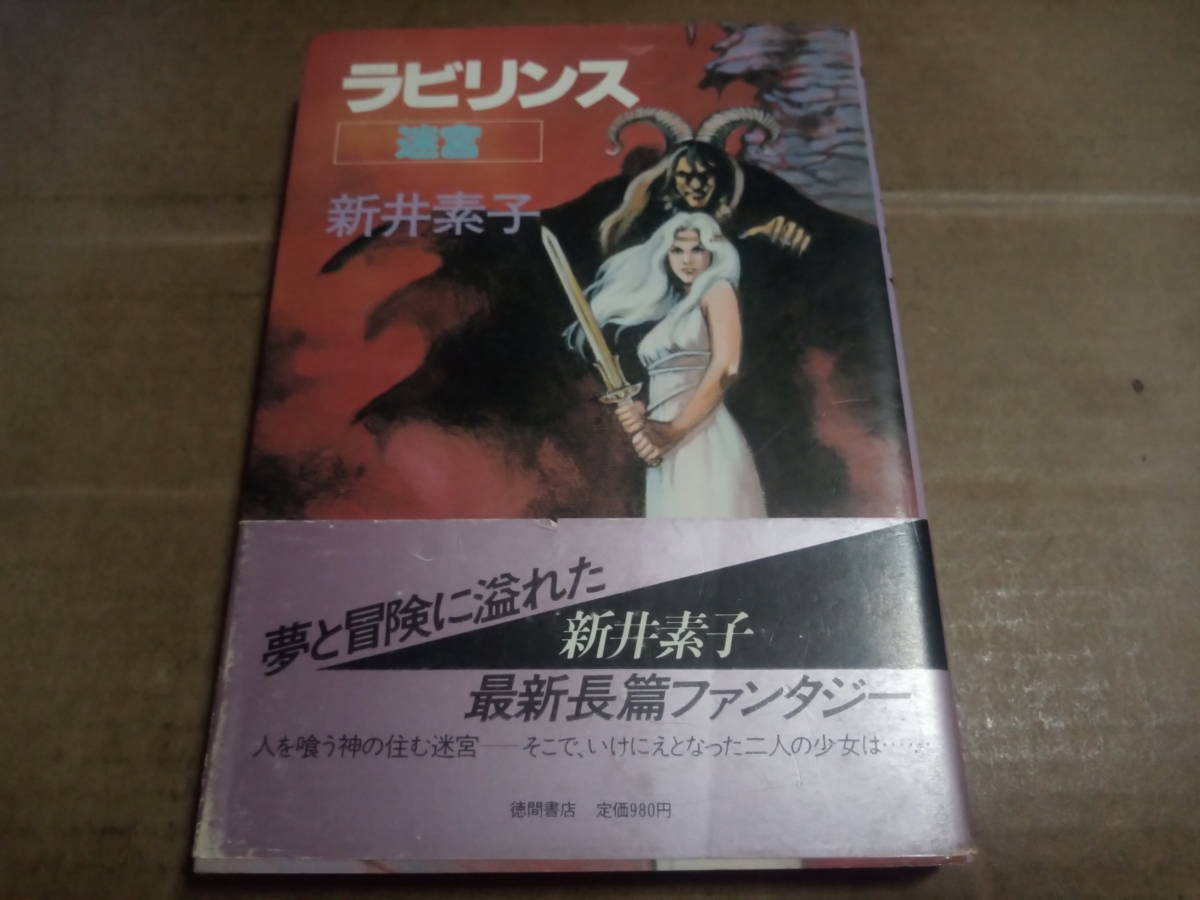 ラビリンス
迷宮
新井素子
夢と冒険に溢れた
新井素子
最新長篇ファンタジー
人を喰う神の住む迷宮――そこで、いけにえとなった二人の少女は……
徳間書店 定価980円